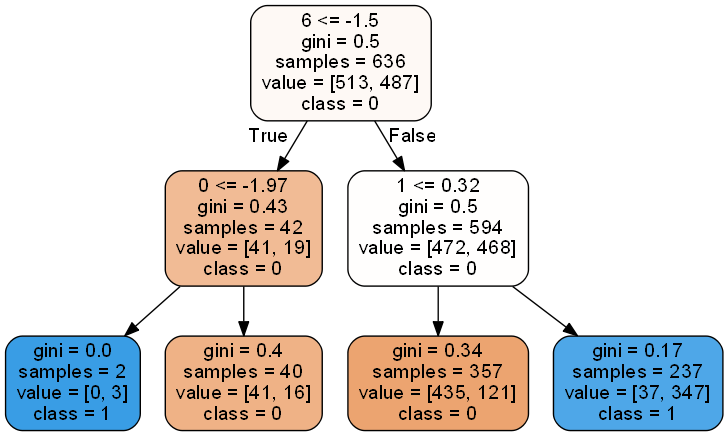 6 <= -1.5
gini = 0.5
samples = 636
value = [513, 487]
class = 0
True
False
0 <= -1.97
gini = 0.43
samples = 42
value = [41, 19]
class = 0
1 <= 0.32
gini = 0.5
samples = 594
value = [472, 468]
class = 0
gini = 0.0
samples = 2
value = [0, 3]
class = 1
gini = 0.4
samples = 40
value = [41, 16]
class = 0
gini = 0.34
samples = 357
value = [435, 121]
class = 0
gini = 0.17
samples = 237
value = [37, 347]
class = 1